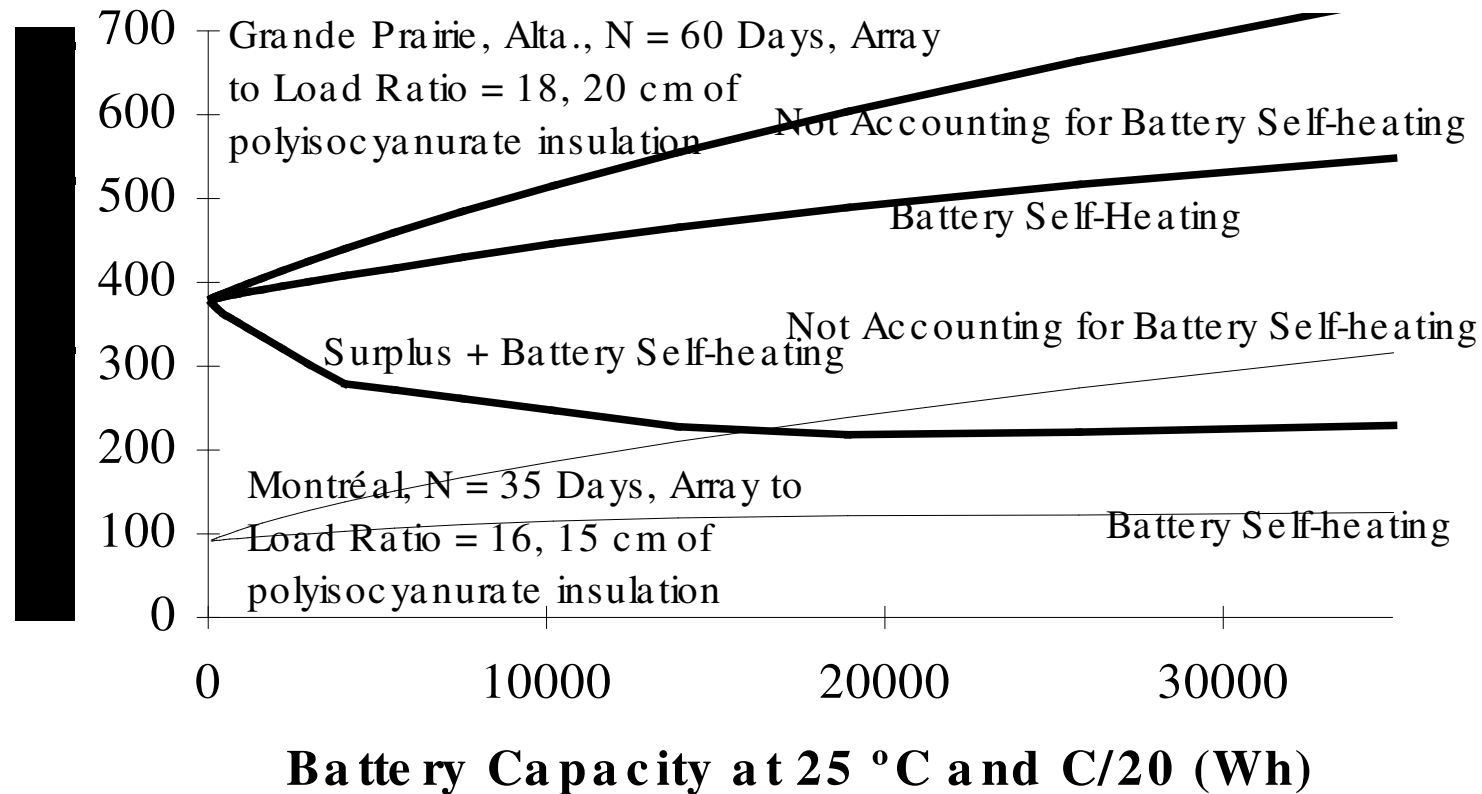 700
600
500
400
300
200
100
0
Grande Prairie, Alta., N = 60 Days, Array
to Load Ratio = 18, 20 cm of
polyisocyanurate insulation
Not Accounting for Battery Self-heating
Battery Self-Heating
Not Accounting for Battery Self-heating
Surplus + Battery Self-heating
Montréal, N = 35 Days, Array to
Load Ratio = 16, 15 cm of
polyisocyanurate insulation
Battery Self-heating
0 10000 20000 30000
Battery Capacity at 25 ºC and C/20 (Wh)